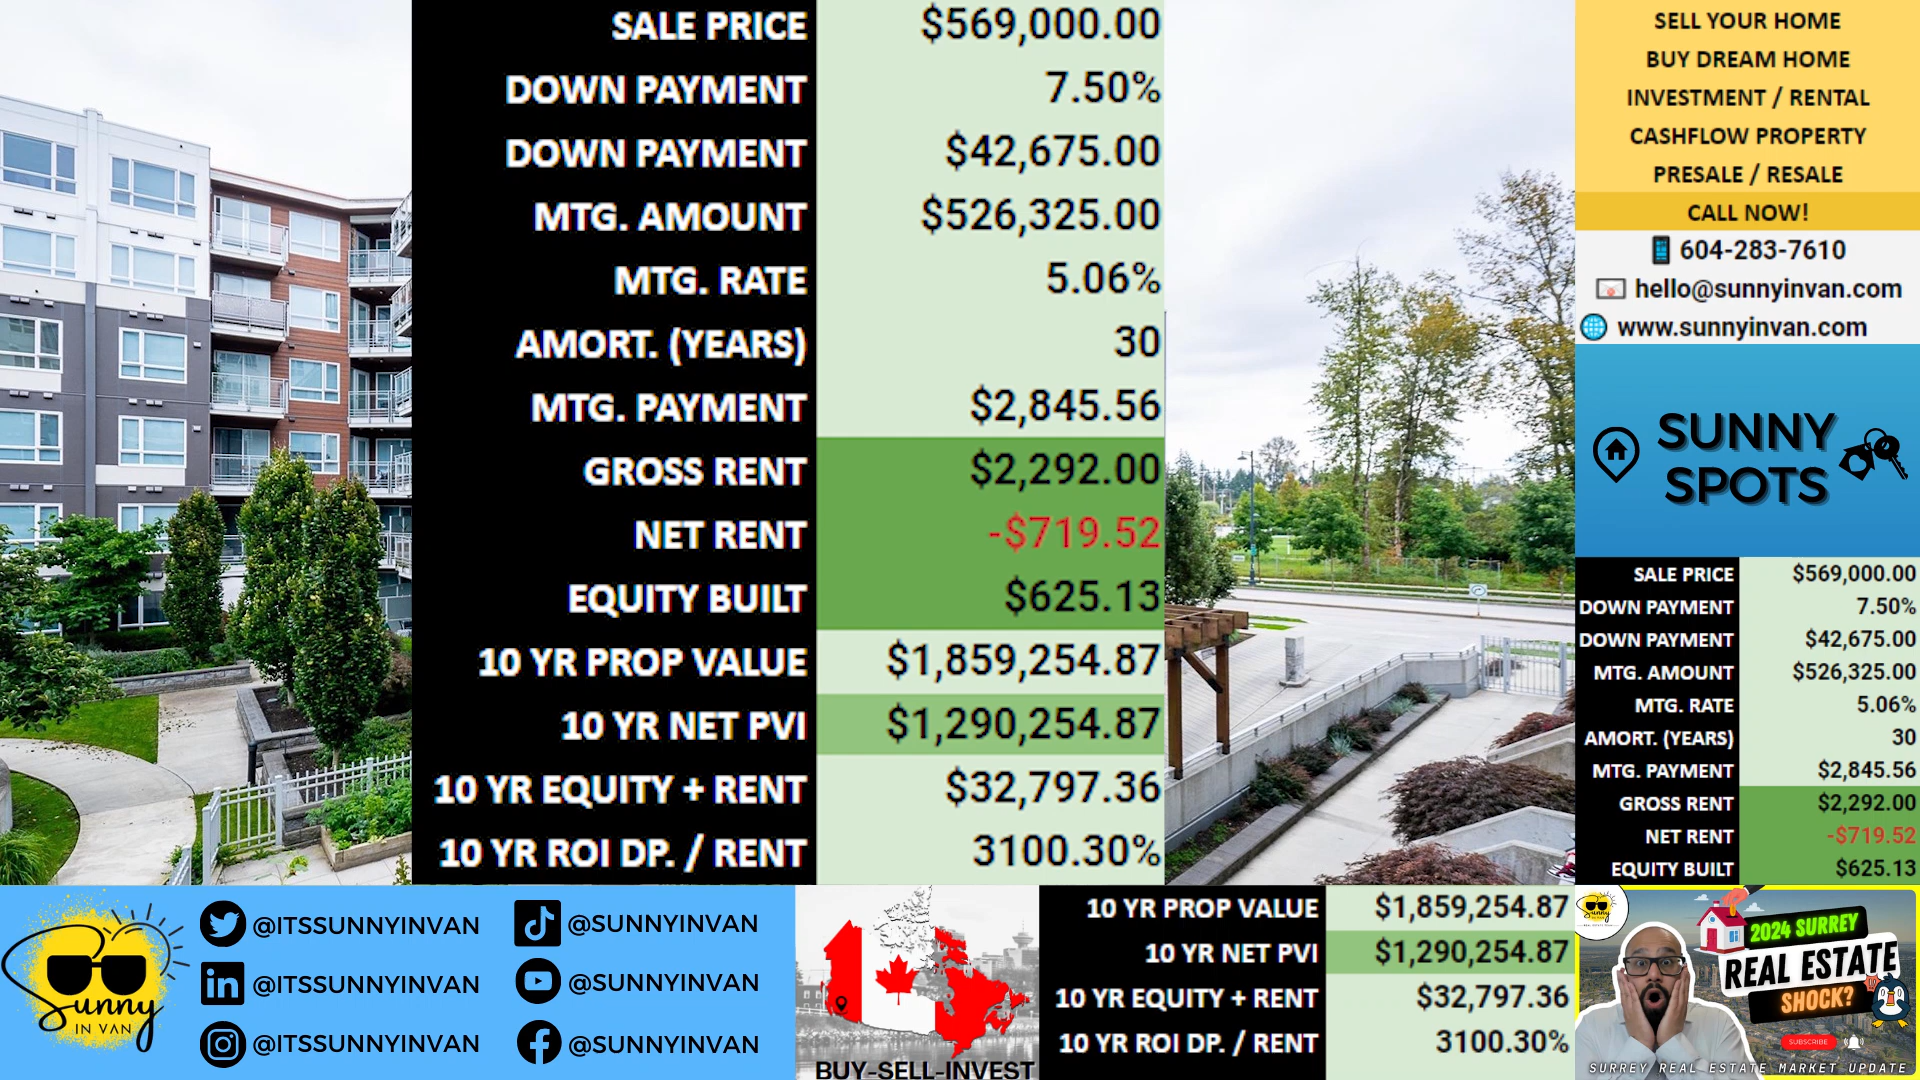 SALE PRICE $569,000.00
DOWN PAYMENT 7.50%
DOWN PAYMENT $42,675.00
MTG. AMOUNT $526,325.00
MTG. RATE 5.06%
AMORT. (YEARS) 30
MTG. PAYMENT $2,845.56
GROSS RENT $2,292.00
NET RENT -$719.52
EQUITY BUILT $625.13
10 YR PROP VALUE $1,859,254.87
10 YR NET PVI $1,290,254.87
10 YR EQUITY + RENT $32,797.36
10 YR ROI DP. / RENT 3100.30%
SELL YOUR HOME
BUY DREAM HOME
INVESTMENT / RENTAL
CASHFLOW PROPERTY
PRESALE / RESALE
CALL NOW!
604-283-7610
hello@sunnyinvan.com
www.sunnyinvan.com
SUNNY
SPOTS
SALE PRICE $569,000.00
DOWN PAYMENT 7.50%
DOWN PAYMENT $42,675.00
MTG. AMOUNT $526,325.00
MTG. RATE 5.06%
AMORT. (YEARS) 30
MTG. PAYMENT $2,845.56
GROSS RENT $2,292.00
NET RENT -$719.52
EQUITY BUILT $625.13
Sunny
IN VAN
@ITSSUNNYINVAN
@SUNNYINVAN
@ITSSUNNYINVAN
@SUNNYINVAN
@ITSSUNNYINVAN
@SUNNYINVAN
BUY-SELL-INVEST
10 YR PROP VALUE $1,859,254.87
10 YR NET PVI $1,290,254.87
10 YR EQUITY + RENT $32,797.36
10 YR ROI DP. / RENT 3100.30%
2024 SURREY
REAL ESTATE
SHOCK?
SUBSCRIBE
SURREY REAL ESTATE MARKET UPDATE